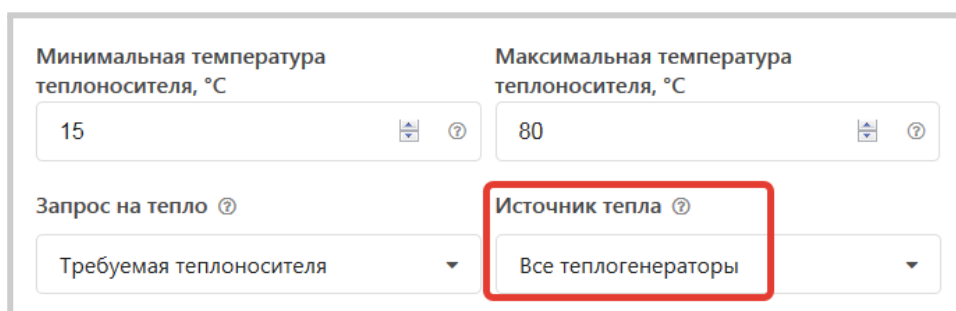 Минимальная температура
теплоносителя, °C
Максимальная температура
теплоносителя, °C
15
80
Запрос на тепло
Источник тепла
Требуемая теплоносителя
Все теплогенераторы